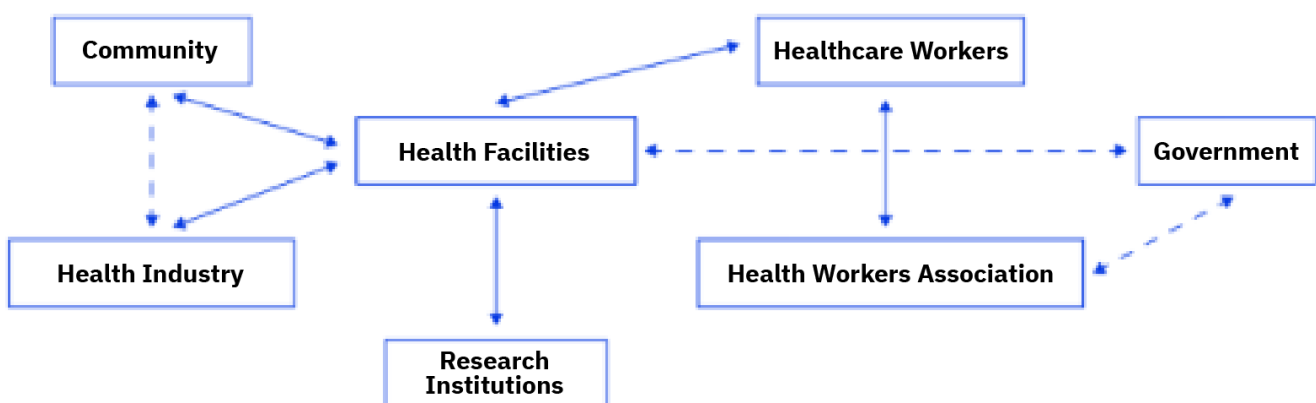 Community
Healthcare Workers
Health Facilities
Government
Health Industry
Health Workers Association
Research
Institutions